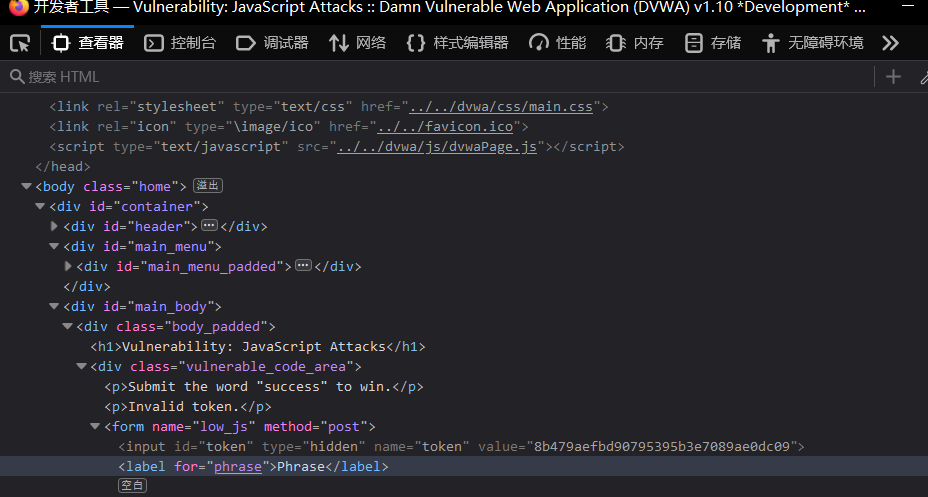 开发者工具 — Vulnerability: JavaScript Attacks :: Damn Vulnerable Web Application (DVWA) v1.10 *Development* ...
查看器 控制台 调试器 网络 样式编辑器 性能 内存 存储 无障碍环境
搜索 HTML
<link rel="stylesheet" type="text/css" href="../../dvwa/css/main.css">
<link rel="icon" type="\image/ico" href="../../favicon.ico">
<script type="text/javascript" src="../../dvwa/js/dvwaPage.js"></script>
</head>
<body class="home"> 溢出
<div id="container">
<div id="header"> ••• </div>
<div id="main_menu">
<div id="main_menu_padded"> ••• </div>
</div>
<div id="main_body">
<div class="body_padded">
<h1>Vulnerability: JavaScript Attacks</h1>
<div class="vulnerable_code_area">
<p>Submit the word "success" to win.</p>
<p>Invalid token.</p>
<form name="low_js" method="post">
<input id="token" type="hidden" name="token" value="8b479aefbd90795395b3e7089ae0dc09">
<label for="phrase">Phrase</label>
空白